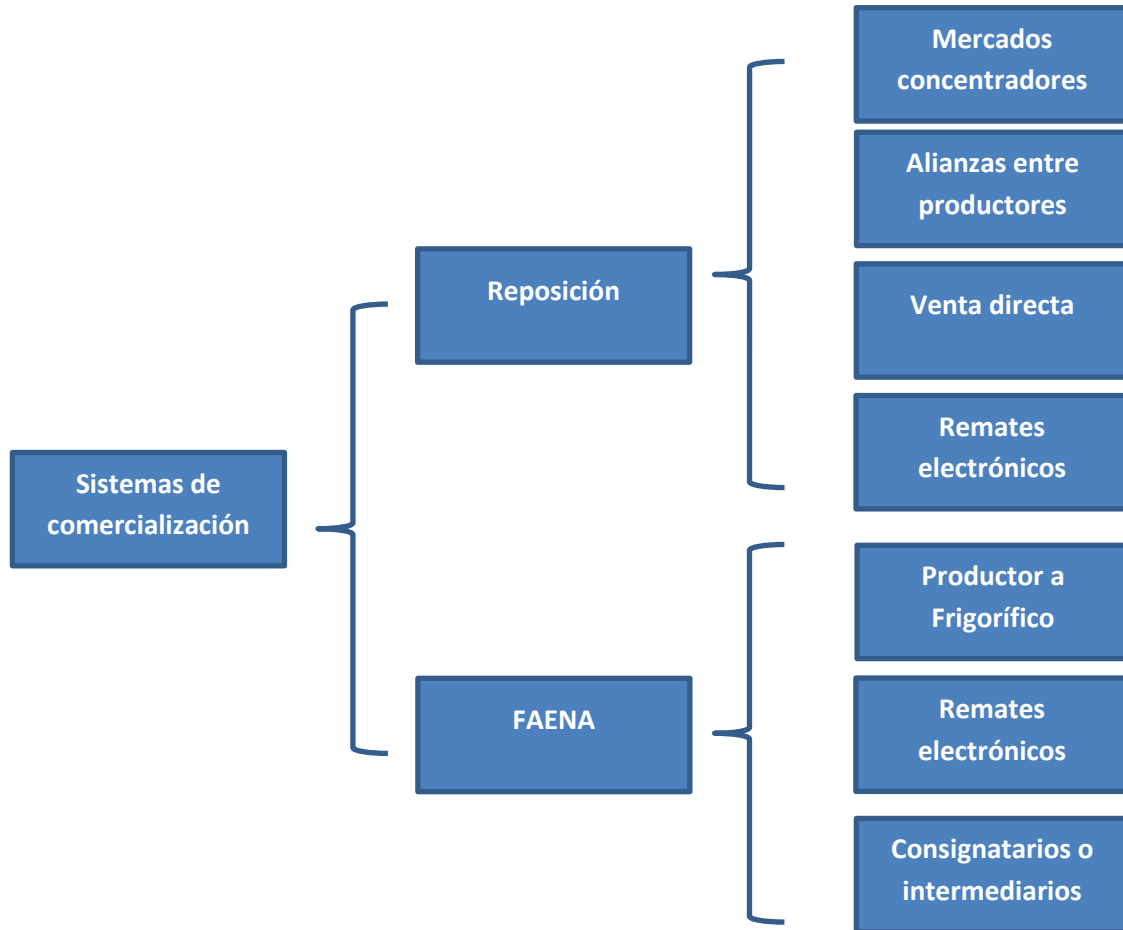 Mercados
concentradores
Alianzas entre
productores
Reposición
Venta directa
Remates
electrónicos
Sistemas de
comercialización
Productor a
Frigorífico
FAENA
Remates
electrónicos
Consignatarios o
intermediarios